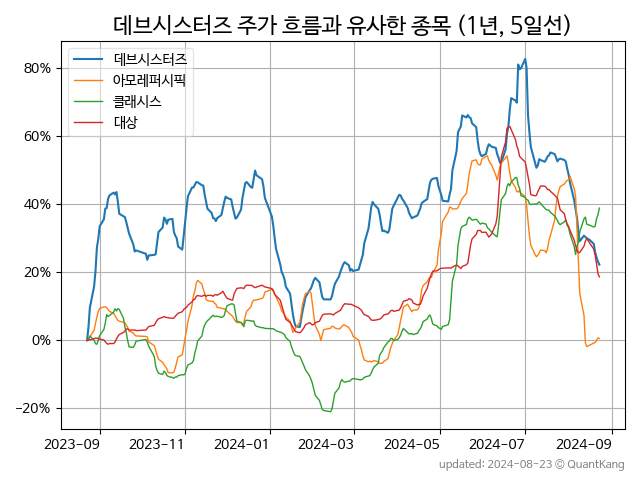 데브시스터즈 주가 흐름과 유사한 종목 (1년, 5일선)
데브시스터즈
아모레퍼시픽
클래시스
대상
80%
60%
40%
20%
0%
−20%
2023-09 2023-11 2024-01 2024-03 2024-05 2024-07 2024-09
updated: 2024-08-23 © QuantKang